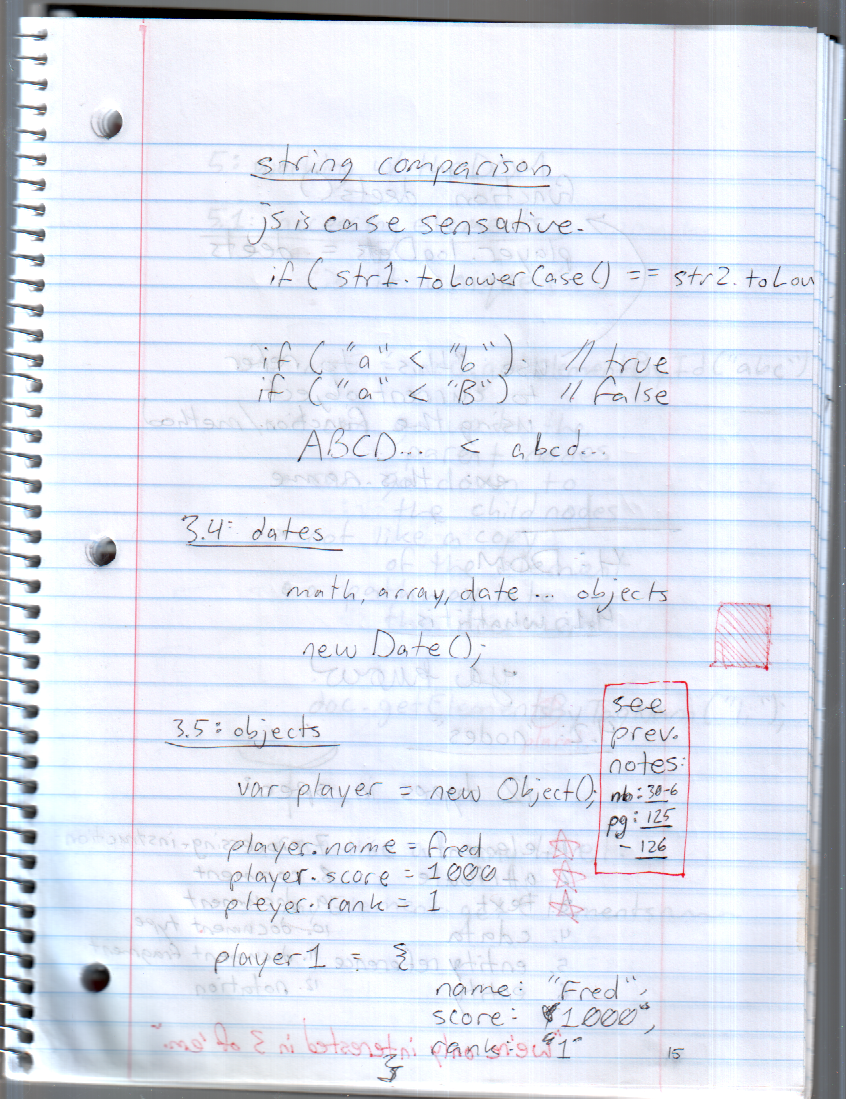 string comparison
js is case sensative.
if ( str1.toLowerCase() == str2.toLow
if ( "a" < "b" ) // true
if ( "a" < "B" ) // false
ABCD... < abcd...
3.4: dates
math, array, date ... objects
new Date();
3.5: objects
see
prev.
notes:
nb: 30-6
pg: 125
- 126
var player = new Object();
player.name = Fred
player.score = 1000
pleyer.rank = 1
player1 = {
name: "Fred",
score: "1000",
rank: "1"
}
15